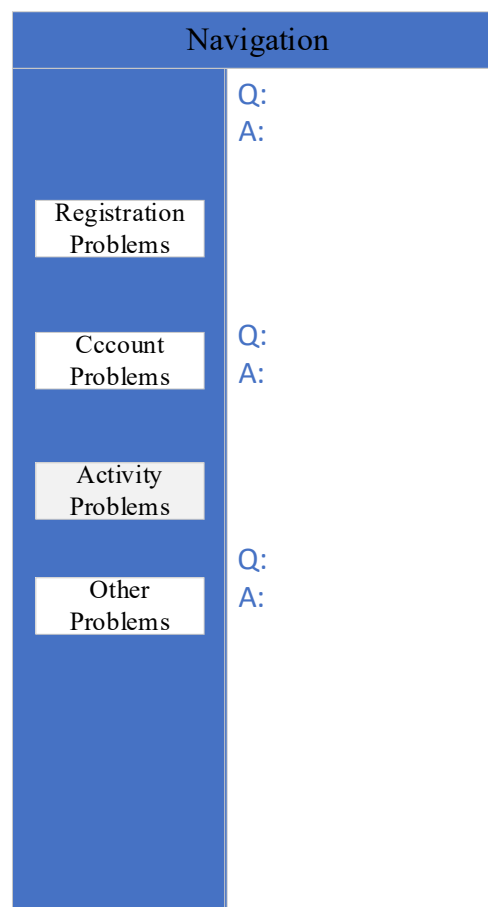 Navigation
Registration
Problems
Cccount
Problems
Activity
Problems
Other
Problems
Q:
A:
Q:
A:
Q:
A: